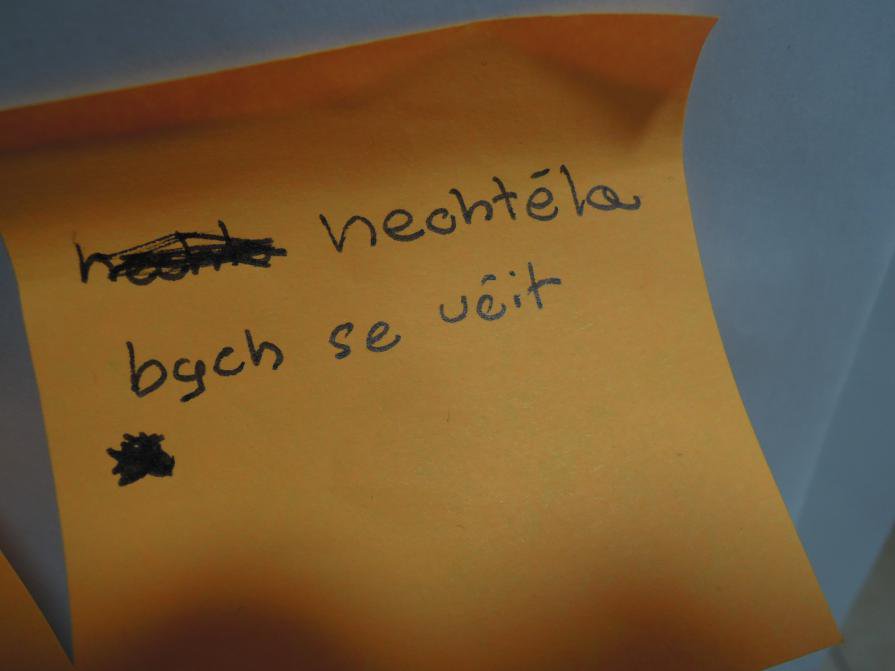 nechtěla
bych se učit